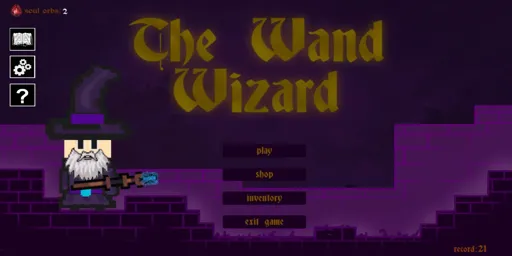 soul orbs: 2
The Wand
Wizard
?
play
shop
inventory
exit game
record:21